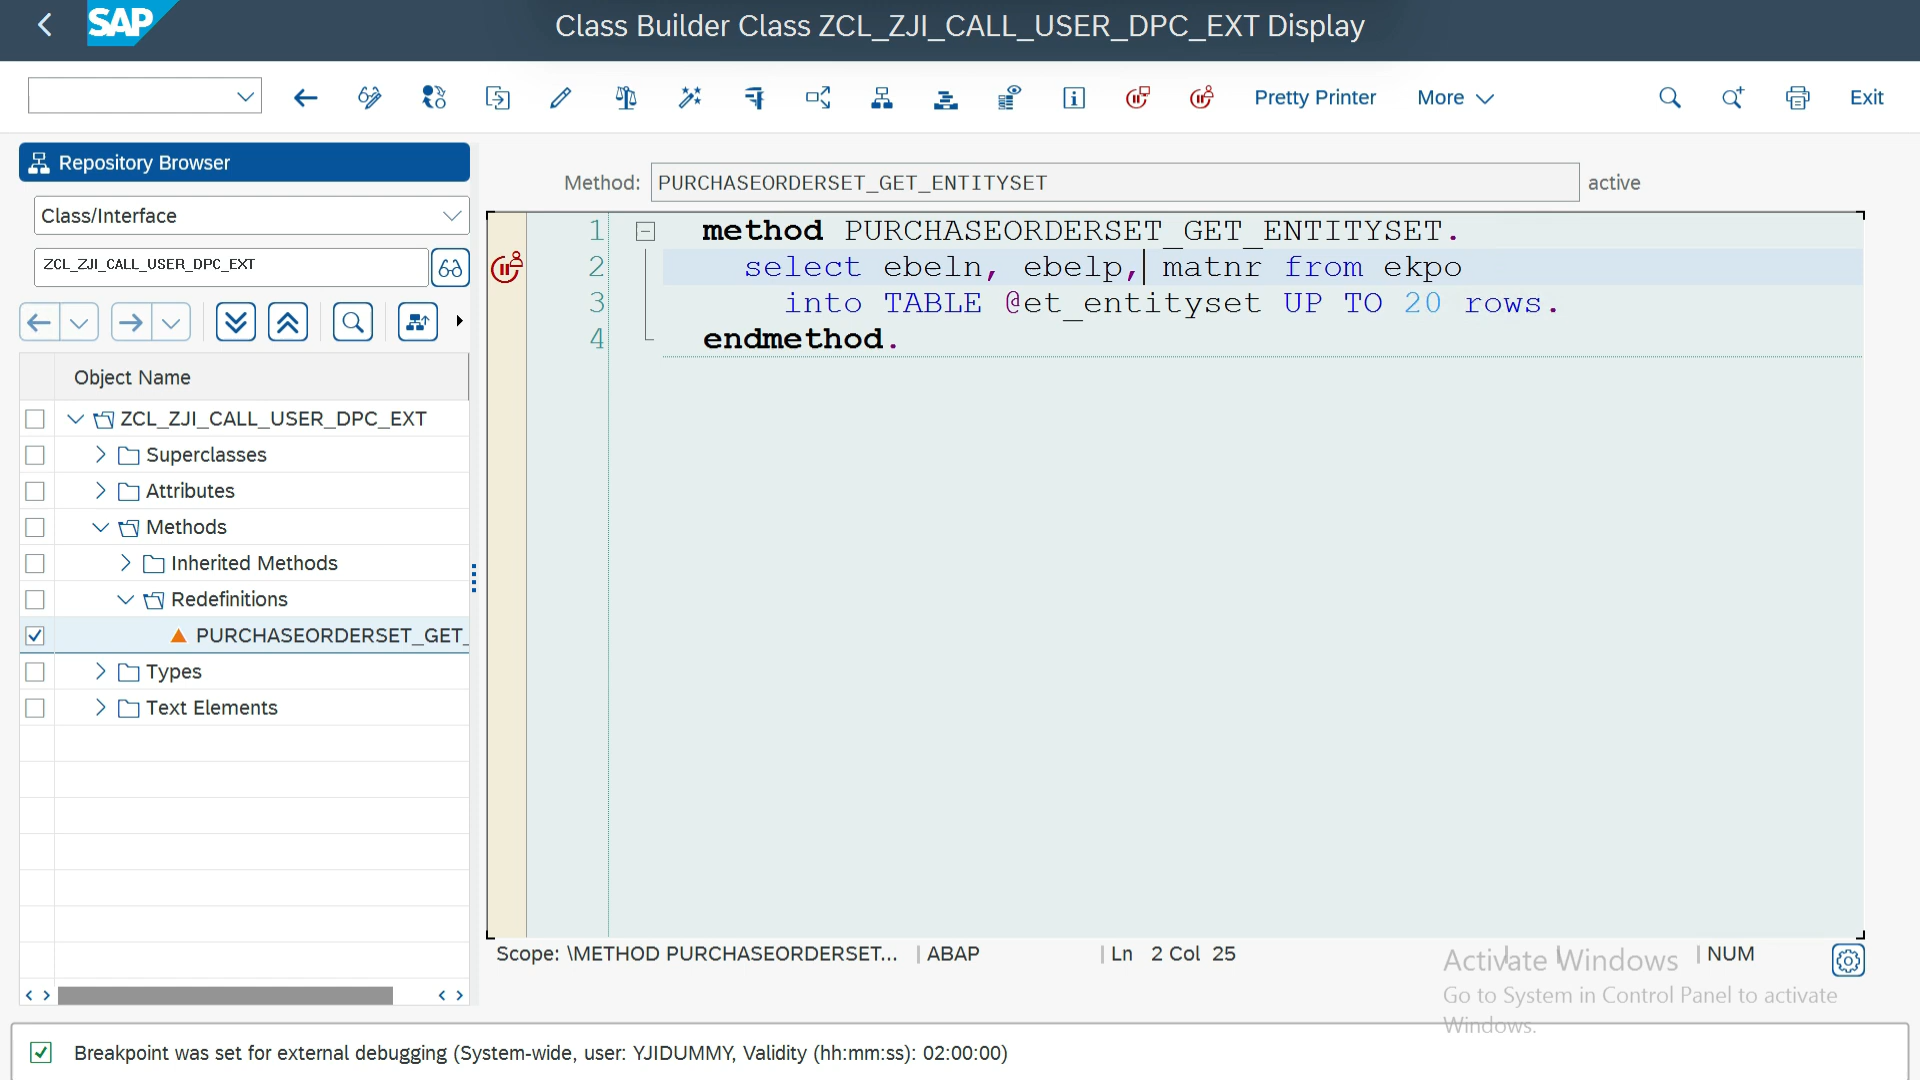 SAP
Class Builder Class ZCL_ZJI_CALL_USER_DPC_EXT Display
Pretty Printer
More
Exit
Repository Browser
Class/Interface
ZCL_ZJI_CALL_USER_DPC_EXT
Object Name
ZCL_ZJI_CALL_USER_DPC_EXT
Superclasses
Attributes
Methods
Inherited Methods
Redefinitions
PURCHASEORDERSET_GET_
Types
Text Elements
Method: PURCHASEORDERSET_GET_ENTITYSET active
1 method PURCHASEORDERSET_GET_ENTITYSET.
2 select ebeln, ebelp, matnr from ekpo
3 into TABLE @et_entityset UP TO 20 rows.
4 endmethod.
Scope: \METHOD PURCHASEORDERSET... ABAP Ln 2 Col 25 NUM
Activate Windows
Go to System in Control Panel to activate
Windows.
Breakpoint was set for external debugging (System-wide, user: YJIDUMMY, Validity (hh:mm:ss): 02:00:00)